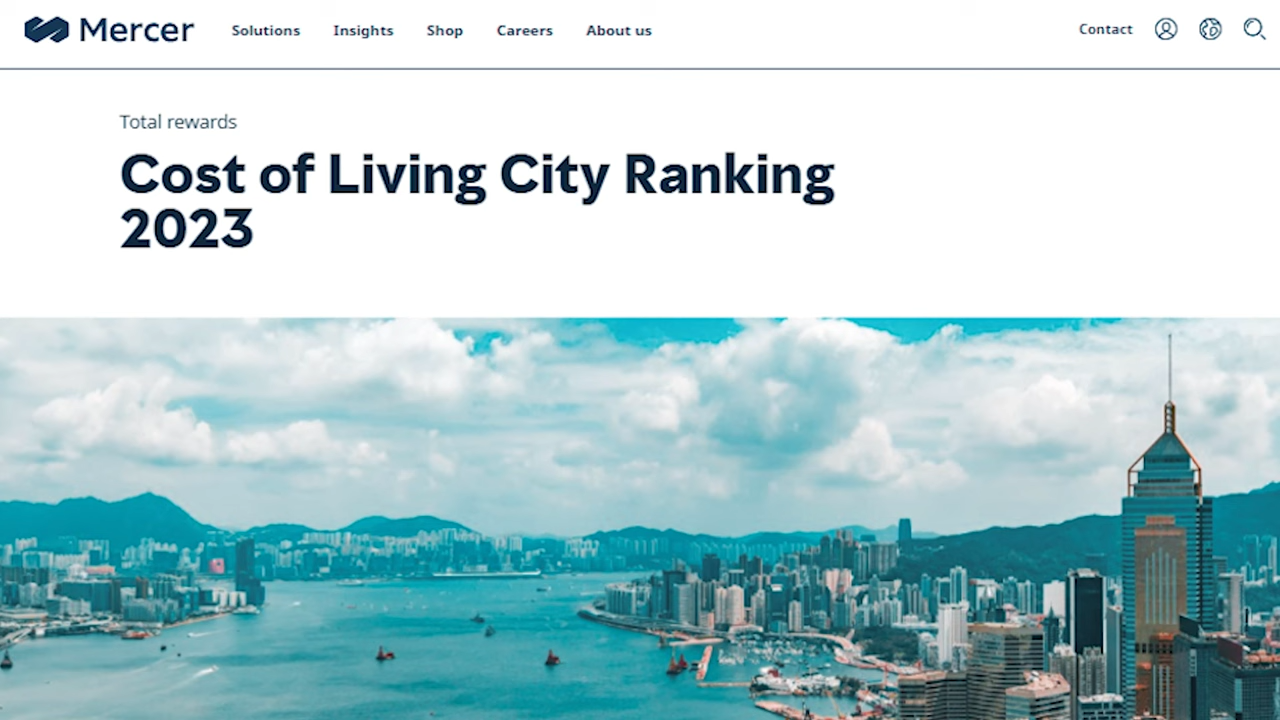 Mercer Solutions Insights Shop Careers About us Contact
Total rewards
Cost of Living City Ranking
2023